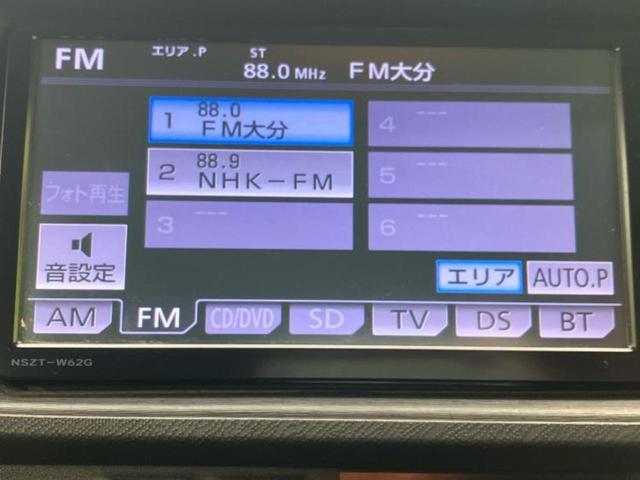 FM エリア.P ST 88.0 MHz FM大分
1 88.0 FM大分
2 88.9 NHK-FM
3 ---
4 ---
5 ---
6 ---
フォト再生
音設定
エリア AUTO.P
AM FM CD/DVD SD TV DS BT
NSZT-W62G